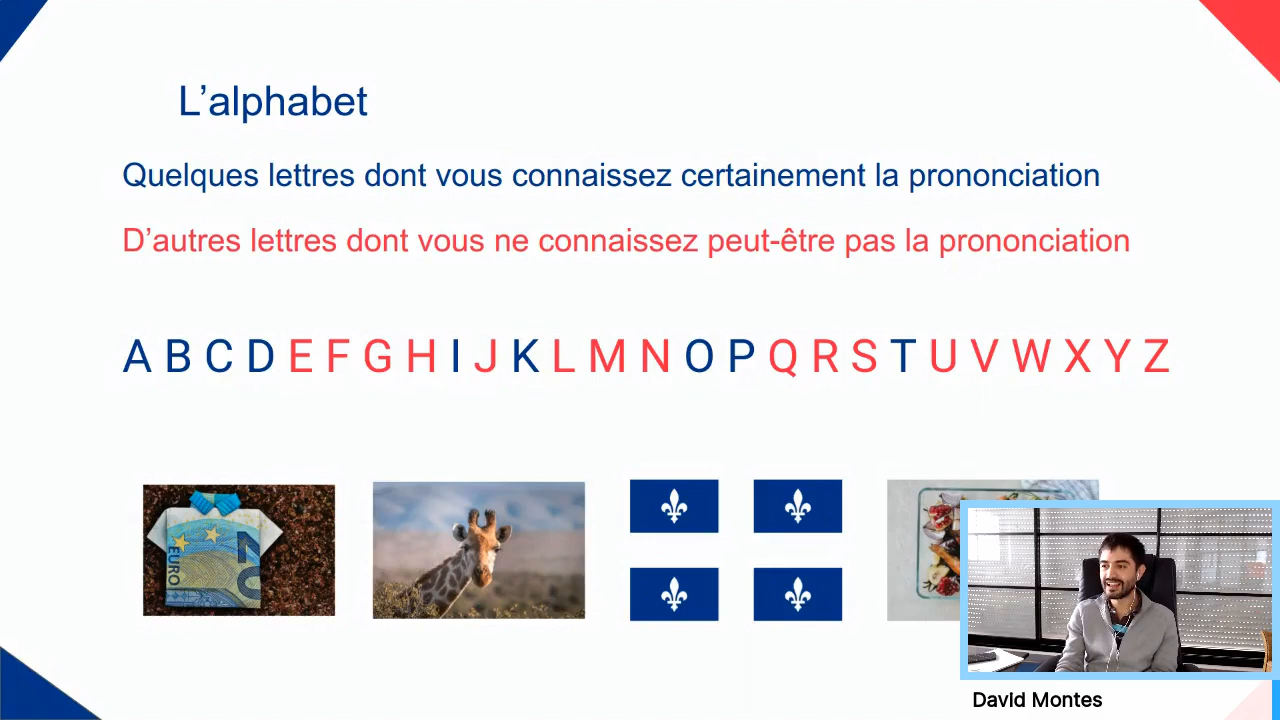 L’alphabet
Quelques lettres dont vous connaissez certainement la prononciation
D’autres lettres dont vous ne connaissez peut-être pas la prononciation
A B C D E F G H I J K L M N O P Q R S T U V W X Y Z
20
EURO
David Montes